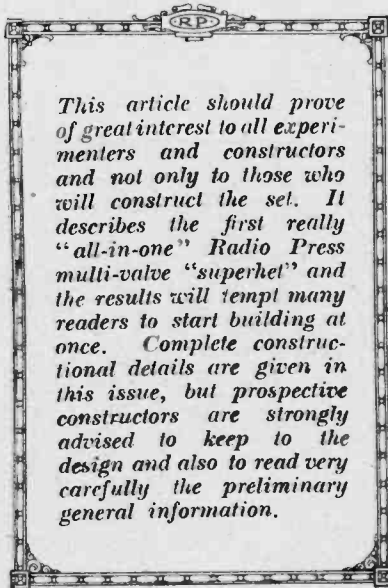 R.P.
This article should prove
of great interest to all experi-
menters and constructors
and not only to those who
will construct the set. It
describes the first really
"all-in-one" Radio Press
multi-valve "superhet" and
the results will tempt many
readers to start building at
once. Complete construc-
tional details are given in
this issue, but prospective
constructors are strongly
advised to keep to the
design and also to read very
carefully the preliminary
general information.